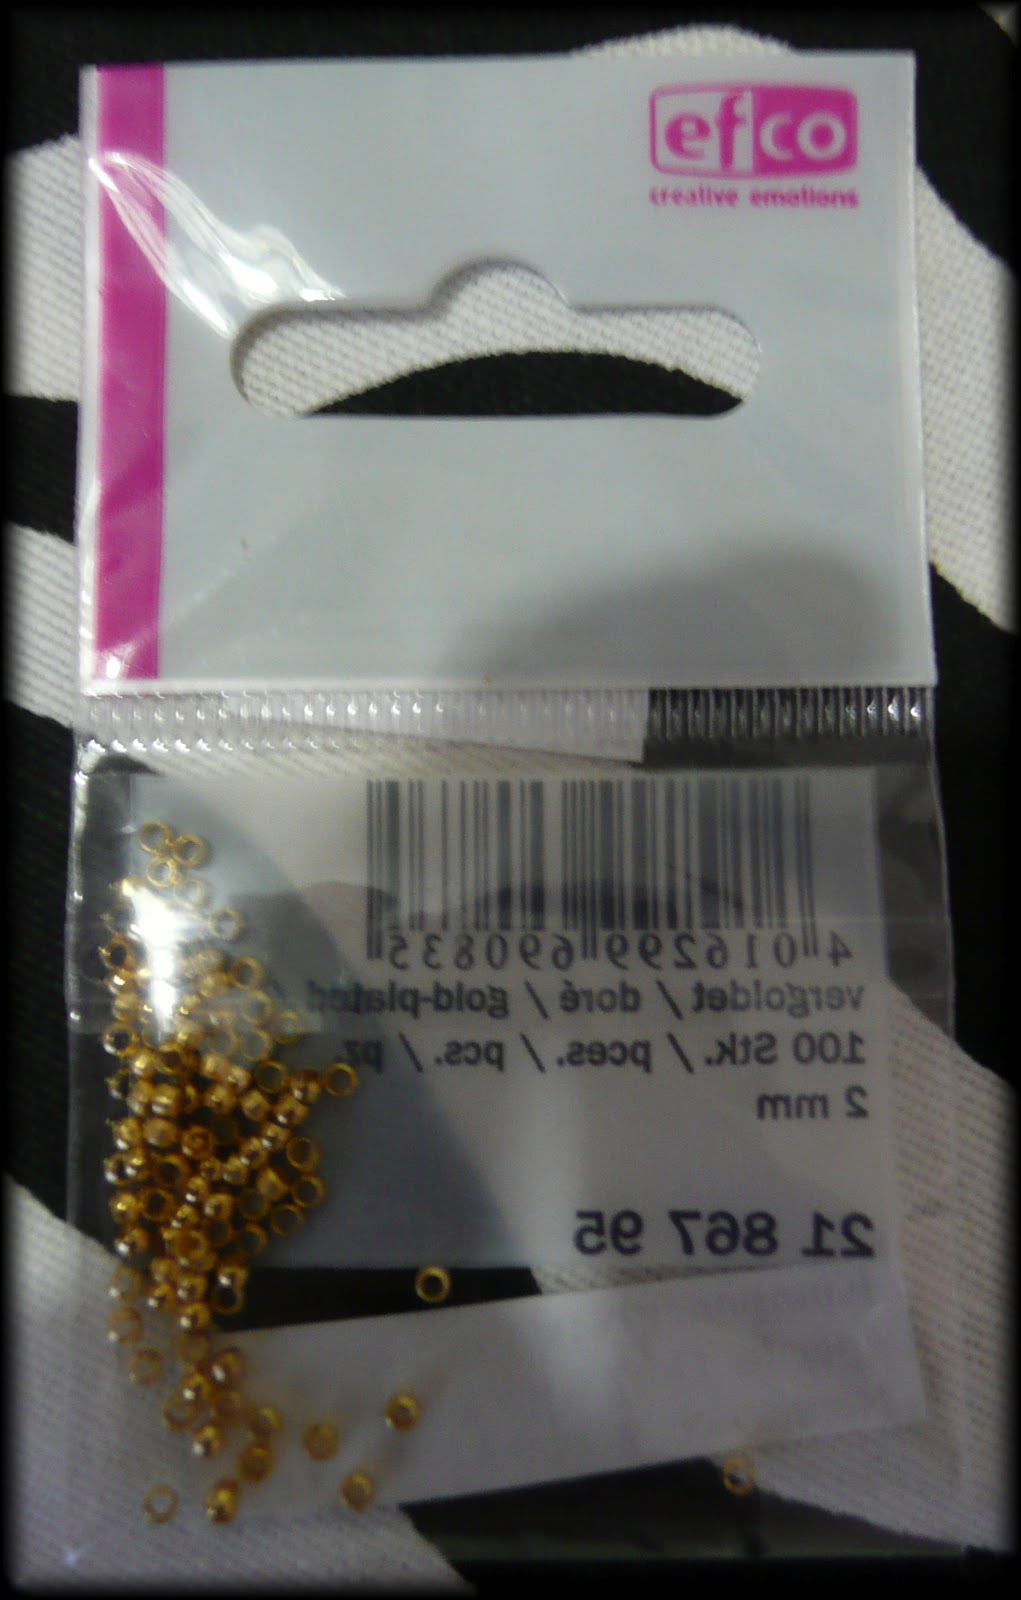 efco
creative emotions
4 016299 690835
vergoldet / doré / gold-plated /
100 Stk. / pces. / pcs. / pz.
2 mm
21 867 95